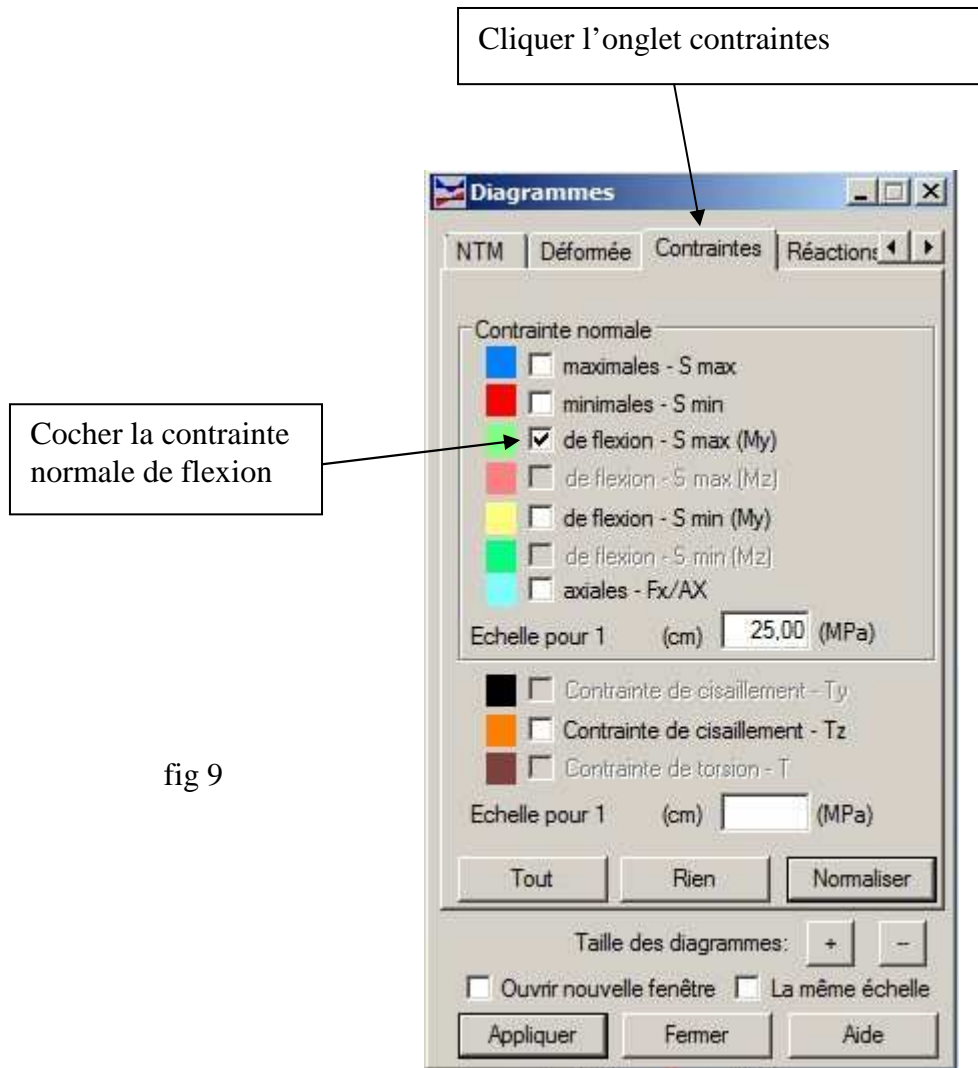 Cliquer l’onglet contraintes
Diagrammes
NTM Déformée Contraintes Réactions
Contrainte normale
maximales - S max
minimales - S min
Cocher la contrainte
normale de flexion
de flexion - S max (My)
de flexion - S max (Mz)
de flexion - S min (My)
de flexion - S min (Mz)
axiales - Fx/AX
Echelle pour 1 (cm) 25,00 (MPa)
Contrainte de cisaillement - Ty
Contrainte de cisaillement - Tz
Contrainte de torsion - T
fig 9
Echelle pour 1 (cm) (MPa)
Tout Rien Normaliser
Taille des diagrammes: + -
Ouvrir nouvelle fenêtre La même échelle
Appliquer Fermer Aide